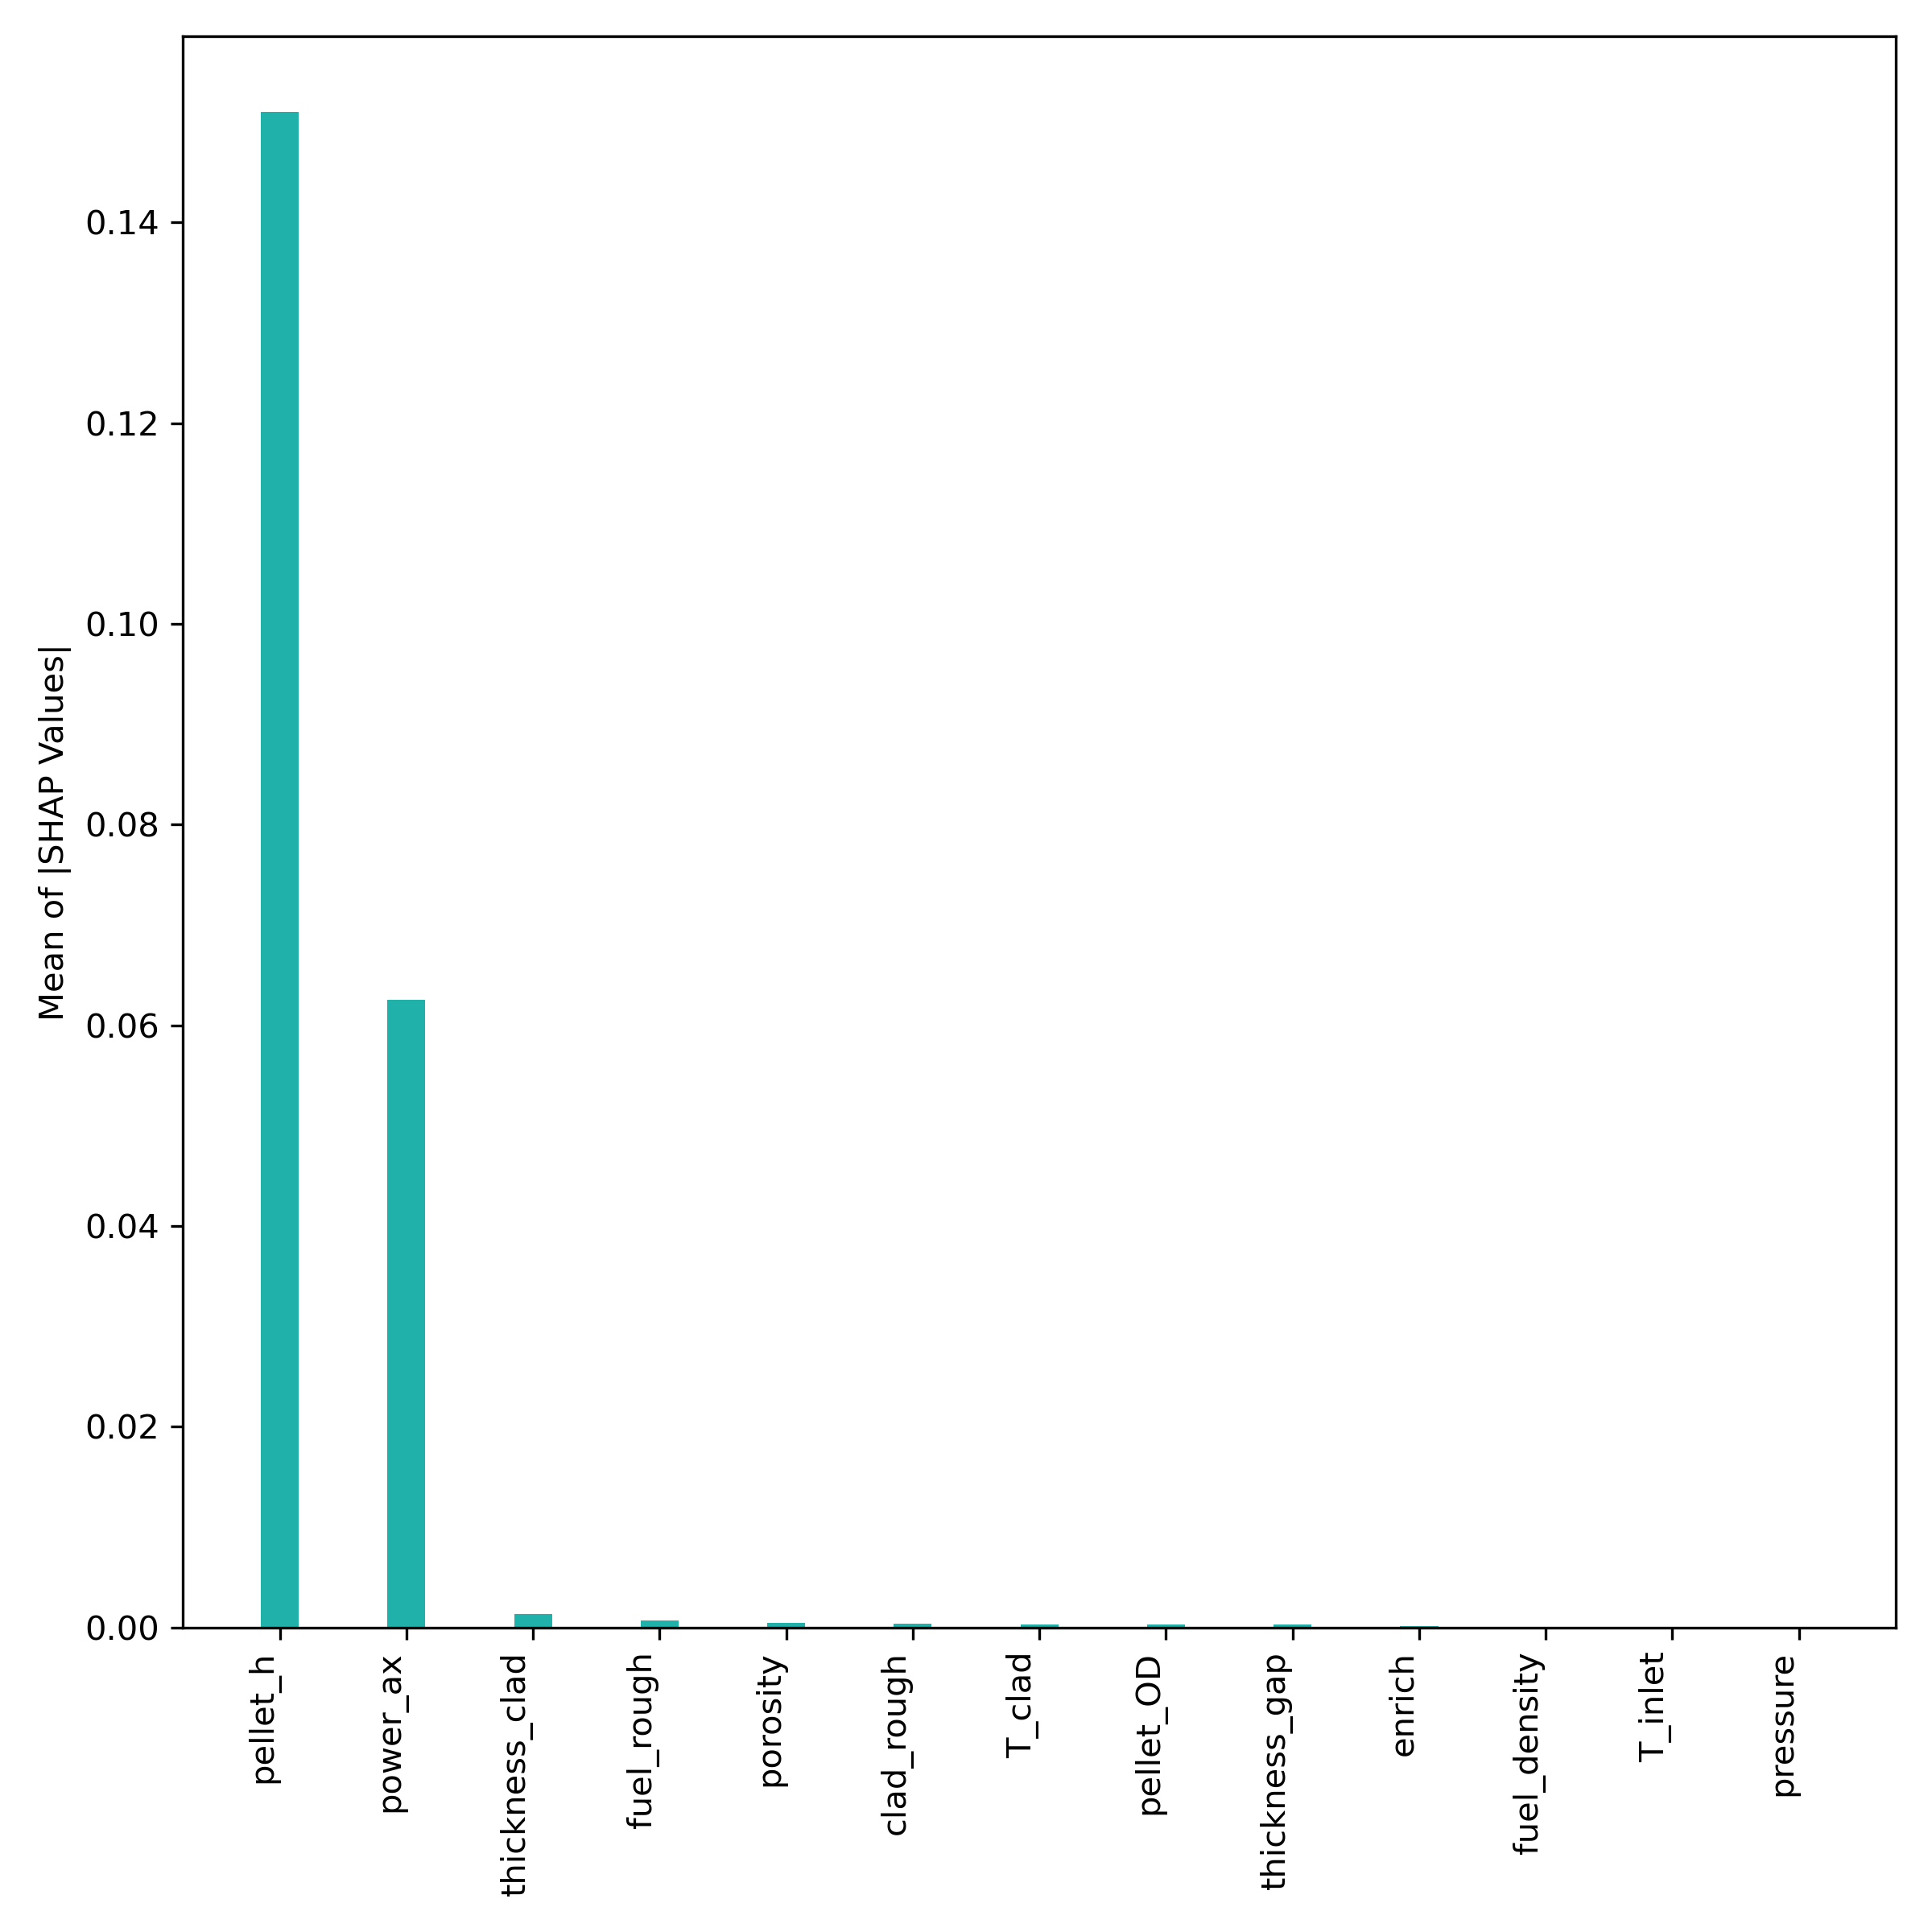 Mean of |SHAP Values|
0.14
0.12
0.10
0.08
0.06
0.04
0.02
0.00
pellet_h
power_ax
thickness_clad
fuel_rough
porosity
clad_rough
T_clad
pellet_OD
thickness_gap
enrich
fuel_density
T_inlet
pressure